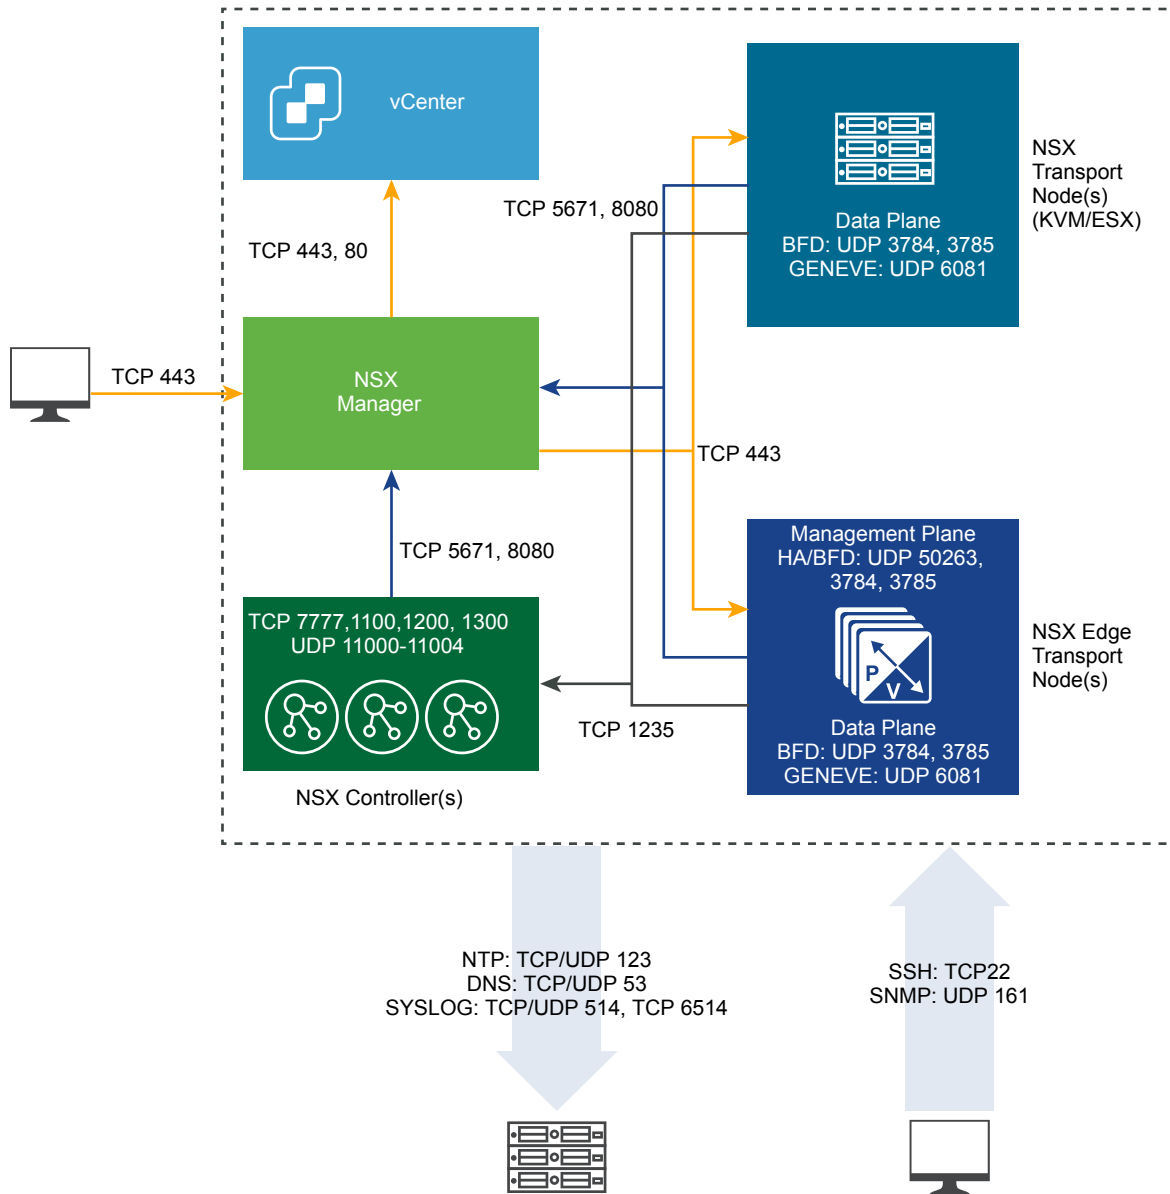 vCenter
NSX
Transport
Node(s)
(KVM/ESX)
TCP 5671, 8080
Data Plane
BFD: UDP 3784, 3785
GENEVE: UDP 6081
TCP 443, 80
TCP 443
NSX
Manager
TCP 443
TCP 5671, 8080
Management Plane
HA/BFD: UDP 50263,
3784, 3785
TCP 7777,1100,1200, 1300
UDP 11000-11004
P
V
NSX Edge
Transport
Node(s)
TCP 1235
Data Plane
BFD: UDP 3784, 3785
GENEVE: UDP 6081
NSX Controller(s)
NTP: TCP/UDP 123
DNS: TCP/UDP 53
SYSLOG: TCP/UDP 514, TCP 6514
SSH: TCP22
SNMP: UDP 161